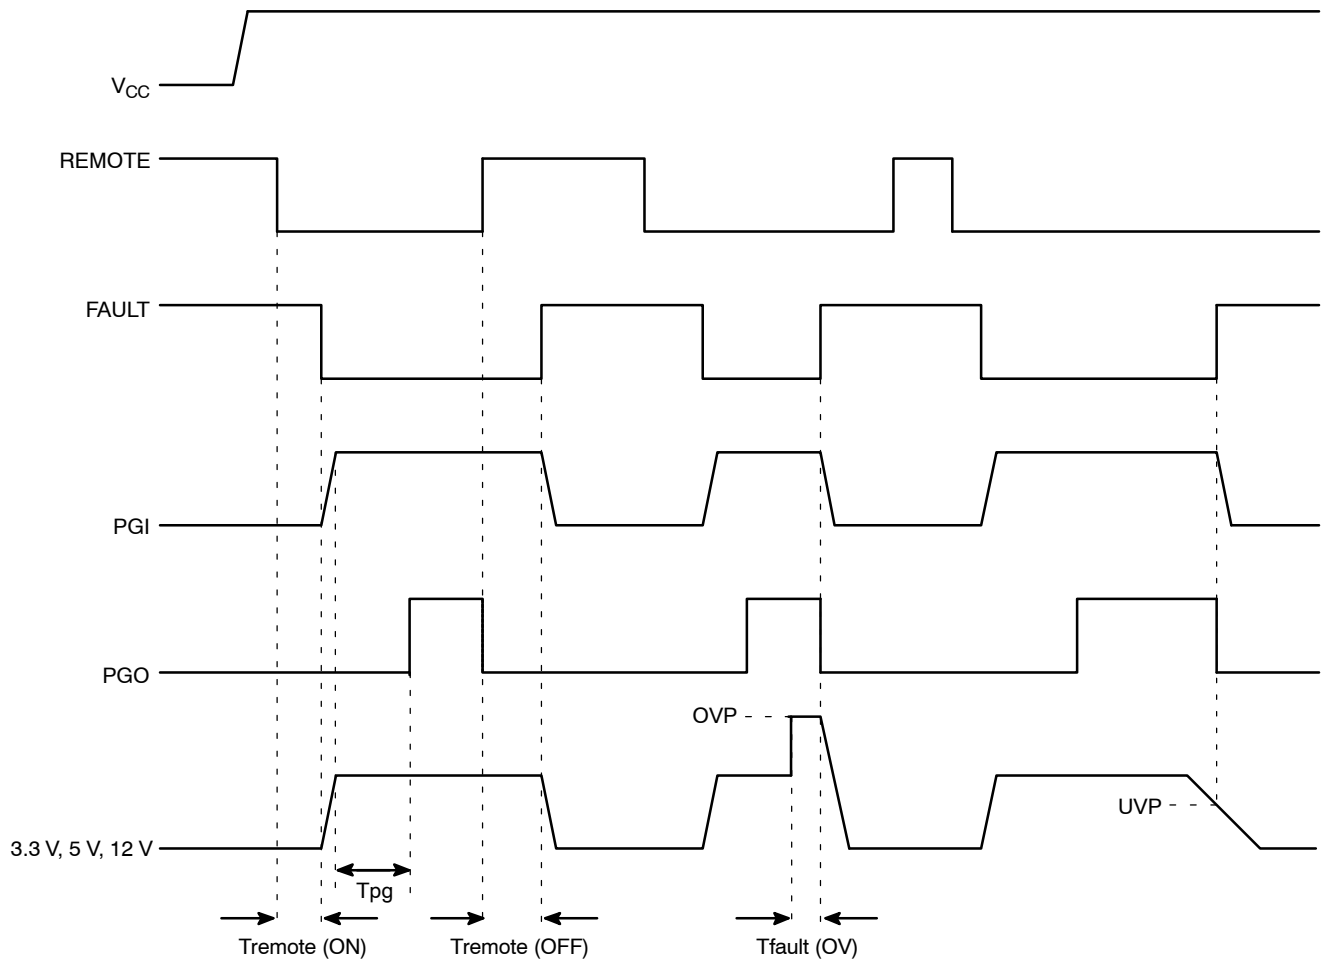 VCC
REMOTE
FAULT
PGI
PGO
OVP
UVP
3.3 V, 5 V, 12 V
Tpg
Tremote (ON)
Tremote (OFF)
Tfault (OV)